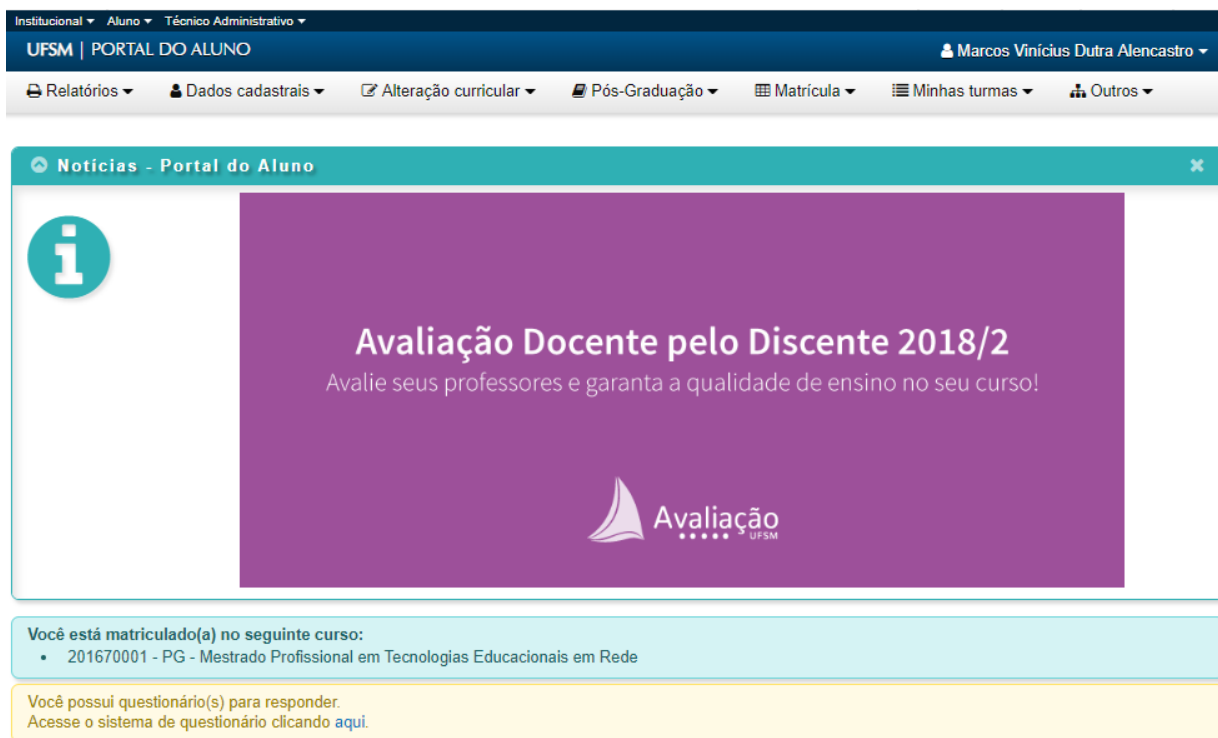 Institucional Aluno Técnico Administrativo
UFSM | PORTAL DO ALUNO Marcos Vinícius Dutra Alencastro
Relatórios Dados cadastrais Alteração curricular Pós-Graduação Matrícula Minhas turmas Outros
Notícias - Portal do Aluno
Avaliação Docente pelo Discente 2018/2
Avalie seus professores e garanta a qualidade de ensino no seu curso!
Avaliação
UFSM
Você está matriculado(a) no seguinte curso:
• 201670001 - PG - Mestrado Profissional em Tecnologias Educacionais em Rede
Você possui questionário(s) para responder.
Acesse o sistema de questionário clicando aqui.